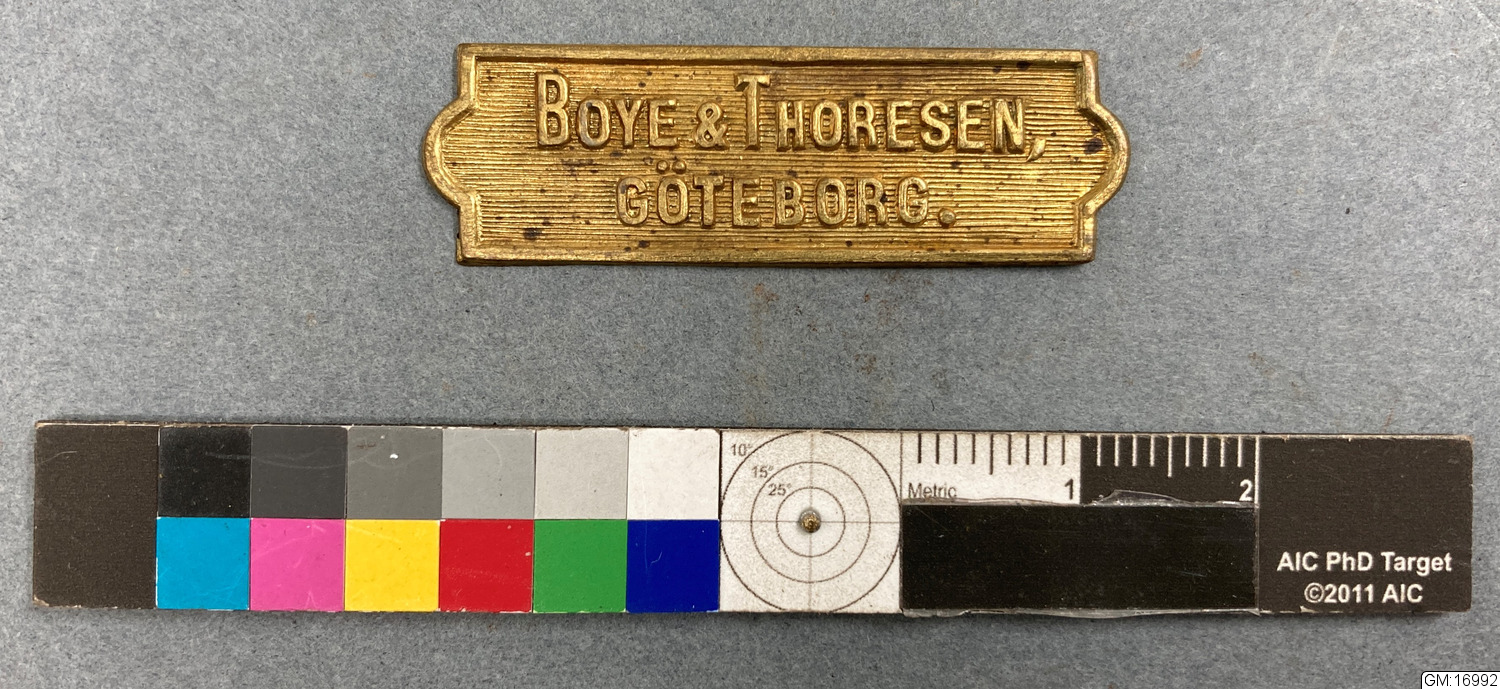 BOYE & THORESEN,
GÖTEBORG.
10°
15°
25°
Metric 1 2
AIC PhD Target
©2011 AIC
GM:16992